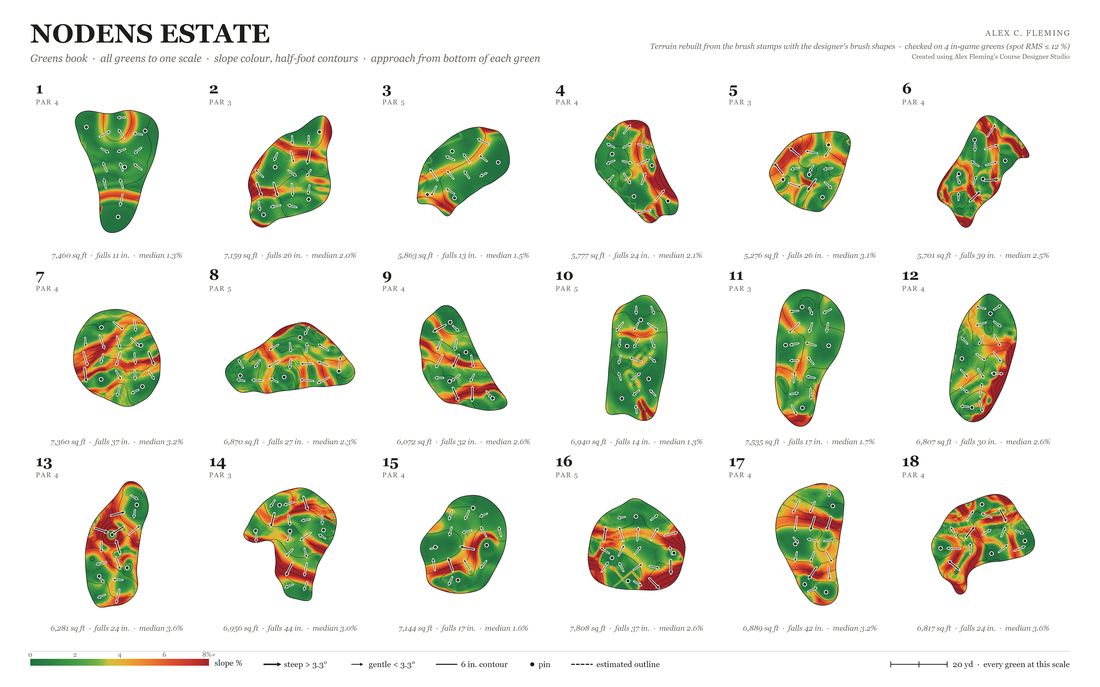 NODENS ESTATE
Greens book · all greens to one scale · slope colour, half-foot contours · approach from bottom of each green
ALEX C. FLEMING
Terrain rebuilt from the brush stamps with the designer's brush shapes · checked on 4 in-game greens (spot RMS ≤ 12 %)
Created using Alex Fleming's Course Designer Studio
1
PAR 4
7,460 sq ft · falls 11 in. · median 1.3%
2
PAR 3
7,159 sq ft · falls 26 in. · median 2.0%
3
PAR 5
5,863 sq ft · falls 13 in. · median 1.5%
4
PAR 4
5,777 sq ft · falls 24 in. · median 2.1%
5
PAR 3
5,276 sq ft · falls 26 in. · median 3.1%
6
PAR 4
5,701 sq ft · falls 39 in. · median 2.5%
7
PAR 4
7,360 sq ft · falls 37 in. · median 3.2%
8
PAR 5
6,870 sq ft · falls 27 in. · median 2.3%
9
PAR 4
6,072 sq ft · falls 32 in. · median 2.6%
10
PAR 5
6,940 sq ft · falls 14 in. · median 1.3%
11
PAR 3
7,535 sq ft · falls 17 in. · median 1.7%
12
PAR 4
6,807 sq ft · falls 30 in. · median 2.6%
13
PAR 4
6,281 sq ft · falls 24 in. · median 3.6%
14
PAR 3
6,956 sq ft · falls 44 in. · median 3.0%
15
PAR 4
7,144 sq ft · falls 17 in. · median 1.6%
16
PAR 5
7,808 sq ft · falls 37 in. · median 2.6%
17
PAR 4
6,889 sq ft · falls 42 in. · median 3.2%
18
PAR 4
6,817 sq ft · falls 24 in. · median 3.6%
0 2 4 6 8%+
slope % steep > 3.3° gentle < 3.3° 6 in. contour pin estimated outline 20 yd · every green at this scale